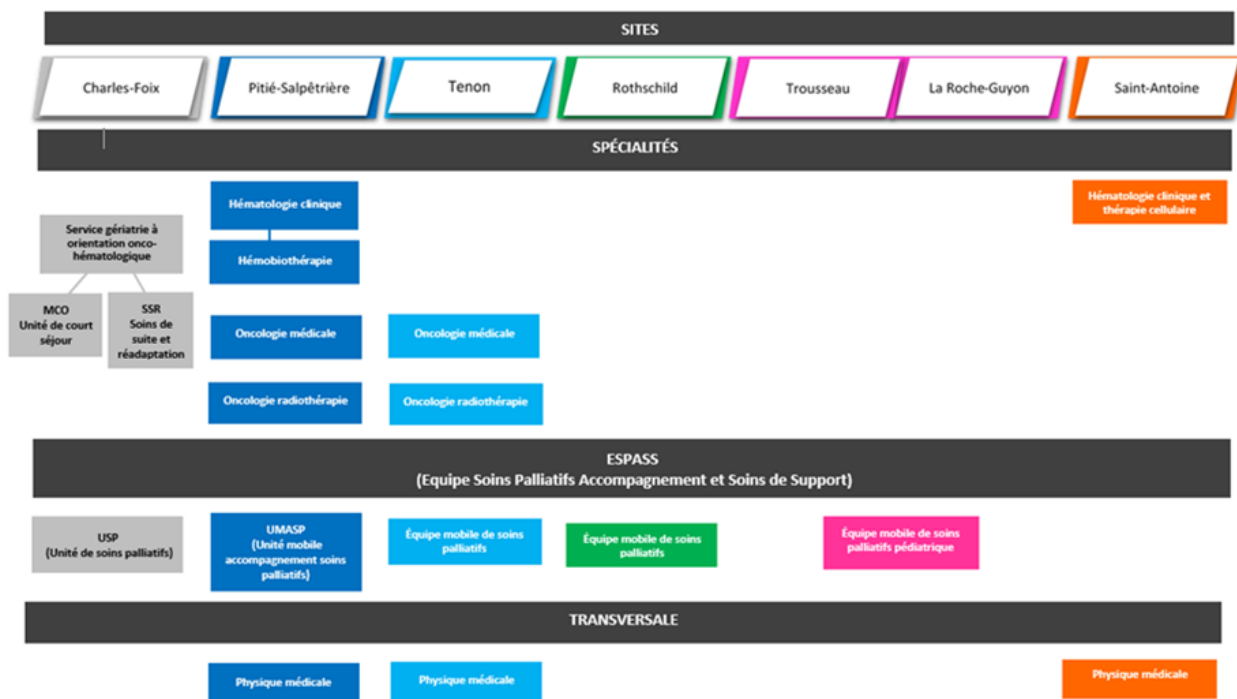 SITES
Charles-Foix
Pitié-Salpêtrière
Tenon
Rothschild
Trousseau
La Roche-Guyon
Saint-Antoine
SPÉCIALITÉS
Service gériatrie à
orientation onco-
hématologique
MCO
Unité de court
séjour
SSR
Soins de
suite et
réadaptation
Hématologie clinique
Hémobiothérapie
Oncologie médicale
Oncologie radiothérapie
Oncologie médicale
Oncologie radiothérapie
Hématologie clinique et
thérapie cellulaire
ESPASS
(Equipe Soins Palliatifs Accompagnement et Soins de Support)
USP
(Unité de soins palliatifs)
UMASP
(Unité mobile
accompagnement soins
palliatifs)
Équipe mobile de soins
palliatifs
Équipe mobile de soins
palliatifs
Équipe mobile de soins
palliatifs pédiatrique
TRANSVERSALE
Physique médicale
Physique médicale
Physique médicale